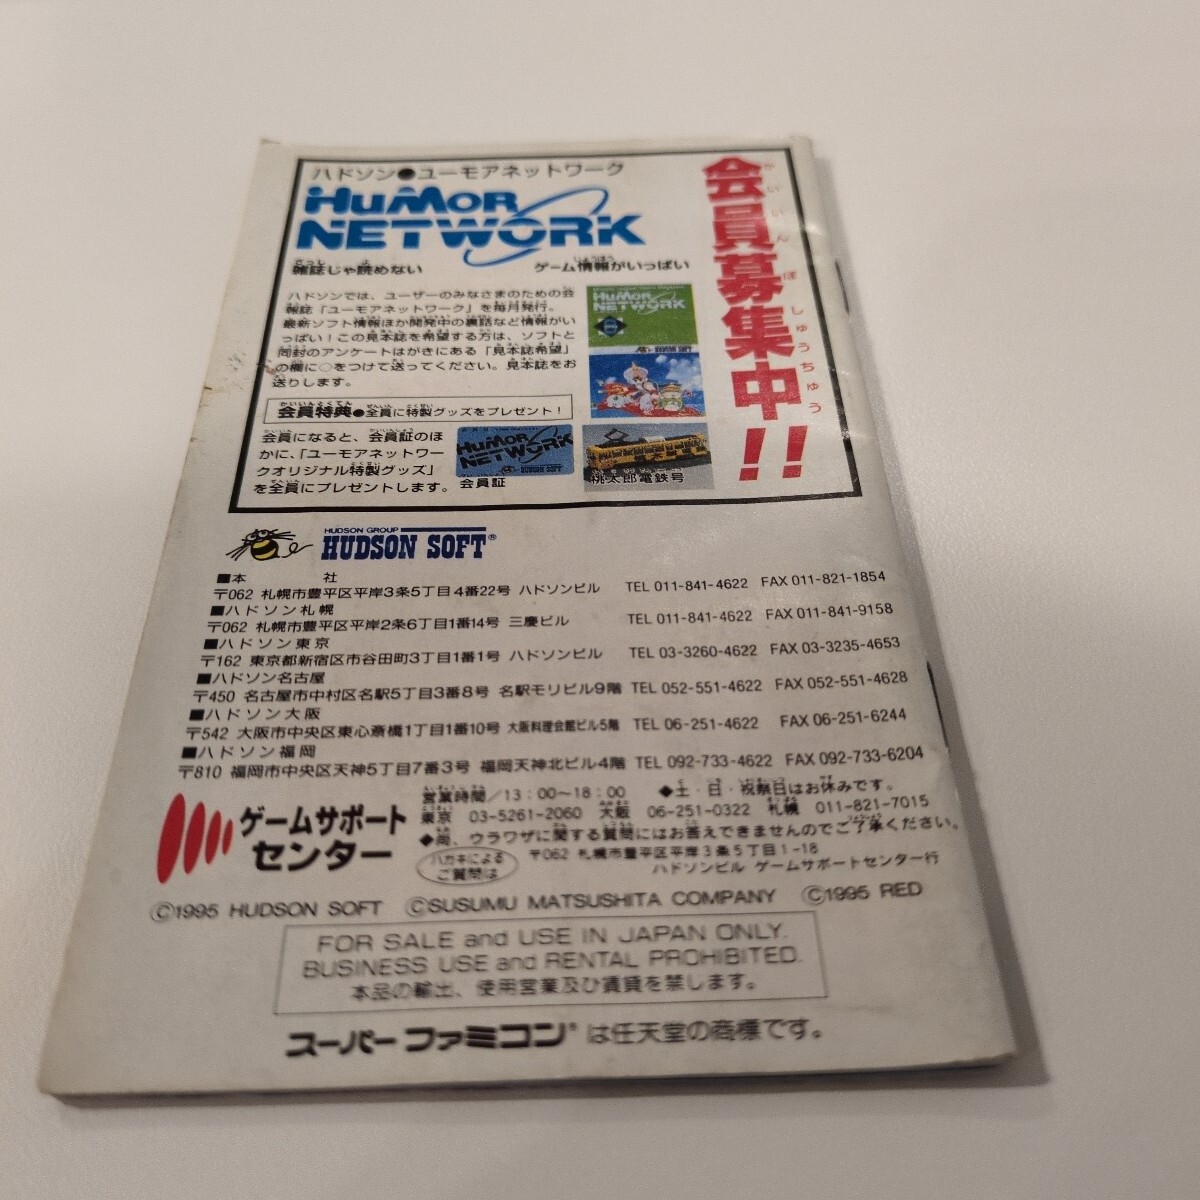 ハドソン●ユーモアネットワーク
HuMOR
NETWORK
雑誌じゃ読めない ゲーム情報がいっぱい
会員募集中!!
かいいんぼしゅうちゅう
ハドソンでは、ユーザーのみなさまのための会
報誌「ユーモアネットワーク」を毎月発行。
最新ソフト情報ほか開発中の裏話など情報がい
っぱい!この見本誌を希望する方は、ソフトと
同封のアンケートはがきにある「見本誌希望」
の欄に○をつけて送ってください。見本誌をお
送りします。
HuMOR
NETWORK
会員特典●全員に特製グッズをプレゼント!
会員になると、会員証のほ
かに、「ユーモアネットワー
クオリジナル特製グッズ」
を全員にプレゼントします。
HuMOR
NETWORK
HUDSON SOFT
会員証
桃太郎電鉄号
HUDSON GROUP
HUDSON SOFT®
■本 社
〒062 札幌市豊平区平岸3条5丁目4番22号 ハドソンビル TEL 011-841-4622 FAX 011-821-1854
■ハドソン札幌
〒062 札幌市豊平区平岸2条6丁目1番14号 三慶ビル TEL 011-841-4622 FAX 011-841-9158
■ハドソン東京
〒162 東京都新宿区市谷田町3丁目1番1号 ハドソンビル TEL 03-3260-4622 FAX 03-3235-4653
■ハドソン名古屋
〒450 名古屋市中村区名駅5丁目3番8号 名駅モリビル9階 TEL 052-551-4622 FAX 052-551-4628
■ハドソン大阪
〒542 大阪市中央区東心斎橋1丁目1番10号 大阪料理会館ビル5階 TEL 06-251-4622 FAX 06-251-6244
■ハドソン福岡
〒810 福岡市中央区天神5丁目7番3号 福岡天神北ビル4階 TEL 092-733-4622 FAX 092-733-6204
ゲームサポート
センター
営業時間/13:00~18:00 ◆土・日・祝祭日はお休みです。
東京 03-5261-2060 大阪 06-251-0322 札幌 011-821-7015
◆尚、ウラワザに関する質問にはお答えできませんのでご了承ください。
ハガキによる
ご質問は
〒062 札幌市豊平区平岸3条5丁目1-18
ハドソンビル ゲームサポートセンター行
©1995 HUDSON SOFT ©SUSUMU MATSUSHITA COMPANY ©1995 RED
FOR SALE and USE IN JAPAN ONLY.
BUSINESS USE and RENTAL PROHIBITED.
本品の輸出、使用営業及び賃貸を禁じます。
スーパーファミコン®は任天堂の商標です。